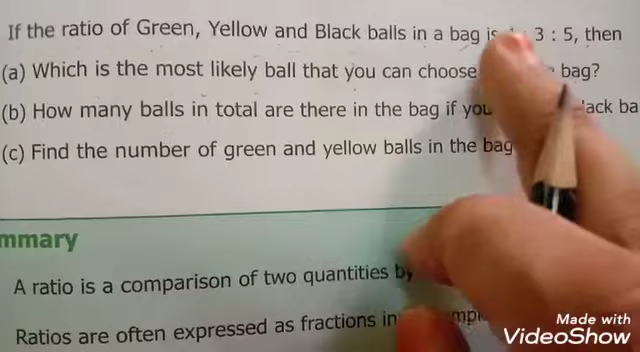 If the ratio of Green, Yellow and Black balls in a bag is 3 : 5, then
(a) Which is the most likely ball that you can choose bag?
(b) How many balls in total are there in the bag if you
(c) Find the number of green and yellow balls in the bag
mmary
A ratio is a comparison of two quantities by
Ratios are often expressed as fractions in
Made with
VideoShow